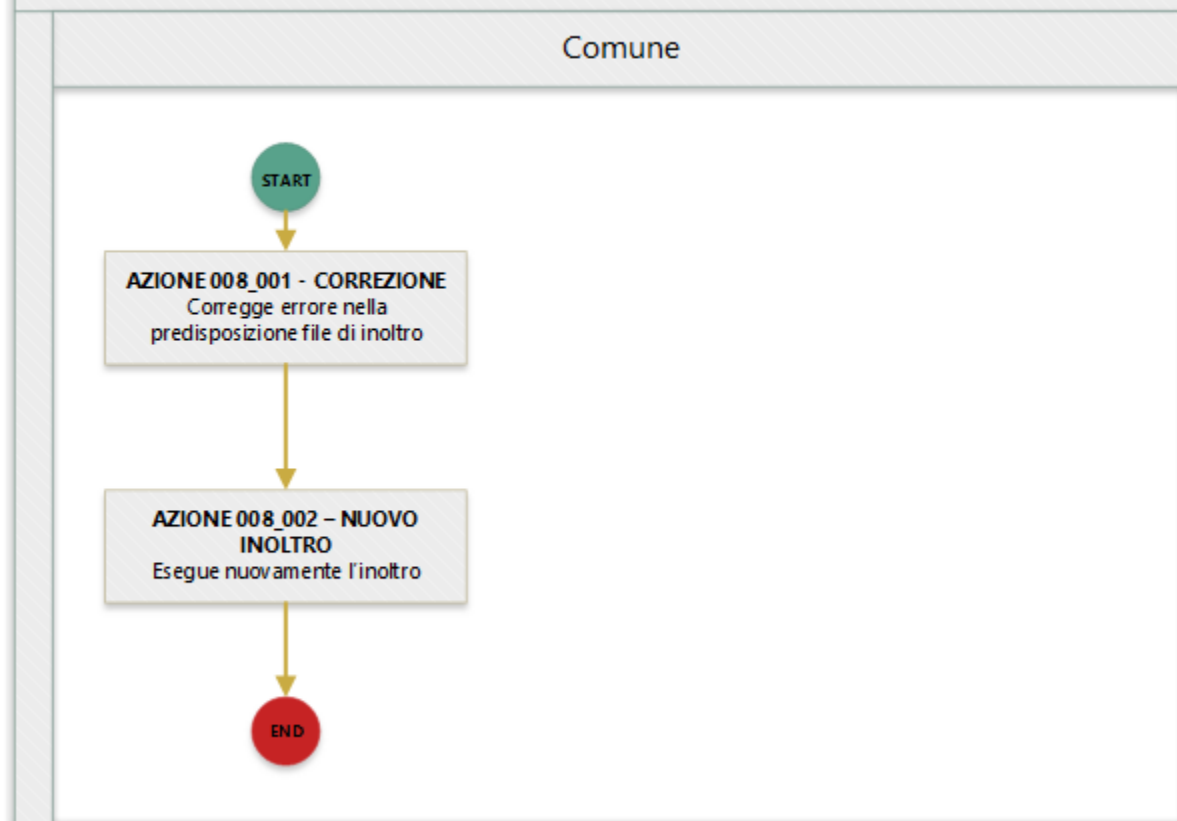 Comune
START
AZIONE 008_001 - CORREZIONE
Corregge errore nella
predisposizione file di inoltro
AZIONE 008_002 – NUOVO
INOLTRO
Esegue nuovamente l'inoltro
END